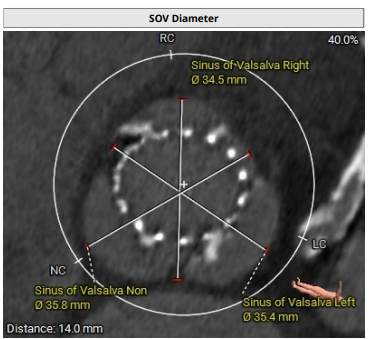 SOV Diameter
RC
40.0%
Sinus of Valsalva Right
Ø 34.5 mm
LC
NC
Sinus of Valsalva Non
Ø 35.8 mm
Sinus of Valsalva Left
Ø 35.4 mm
Distance: 14.0 mm